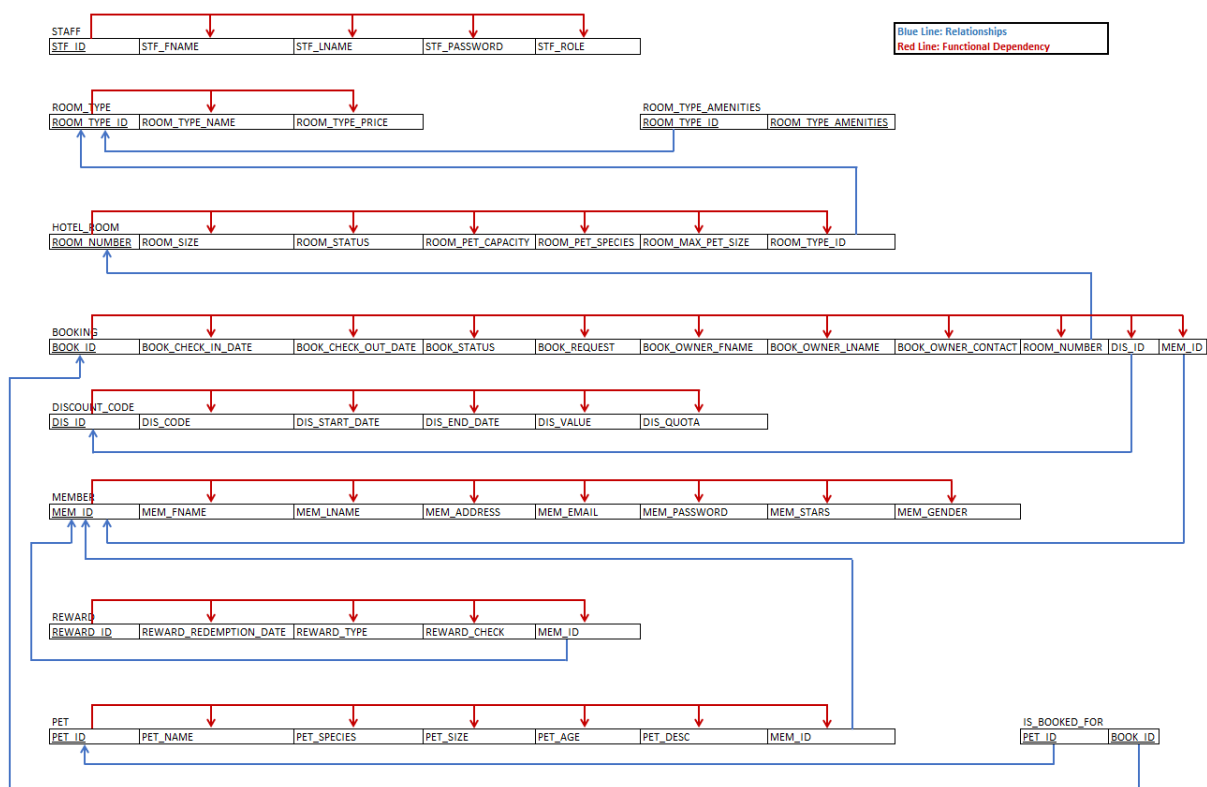 STAFF
STF_ID STF_FNAME STF_LNAME STF_PASSWORD STF_ROLE
Blue Line: Relationships
Red Line: Functional Dependency
ROOM_TYPE
ROOM_TYPE_ID ROOM_TYPE_NAME ROOM_TYPE_PRICE
ROOM_TYPE_AMENITIES
ROOM_TYPE_ID ROOM_TYPE_AMENITIES
HOTEL_ROOM
ROOM_NUMBER ROOM_SIZE ROOM_STATUS ROOM_PET_CAPACITY ROOM_PET_SPECIES ROOM_MAX_PET_SIZE ROOM_TYPE_ID
BOOKING
BOOK_ID BOOK_CHECK_IN_DATE BOOK_CHECK_OUT_DATE BOOK_STATUS BOOK_REQUEST BOOK_OWNER_FNAME BOOK_OWNER_LNAME BOOK_OWNER_CONTACT ROOM_NUMBER DIS_ID MEM_ID
DISCOUNT_CODE
DIS_ID DIS_CODE DIS_START_DATE DIS_END_DATE DIS_VALUE DIS_QUOTA
MEMBER
MEM_ID MEM_FNAME MEM_LNAME MEM_ADDRESS MEM_EMAIL MEM_PASSWORD MEM_STARS MEM_GENDER
REWARD
REWARD_ID REWARD_REDEMPTION_DATE REWARD_TYPE REWARD_CHECK MEM_ID
PET
PET_ID PET_NAME PET_SPECIES PET_SIZE PET_AGE PET_DESC MEM_ID
IS_BOOKED_FOR
PET_ID BOOK_ID